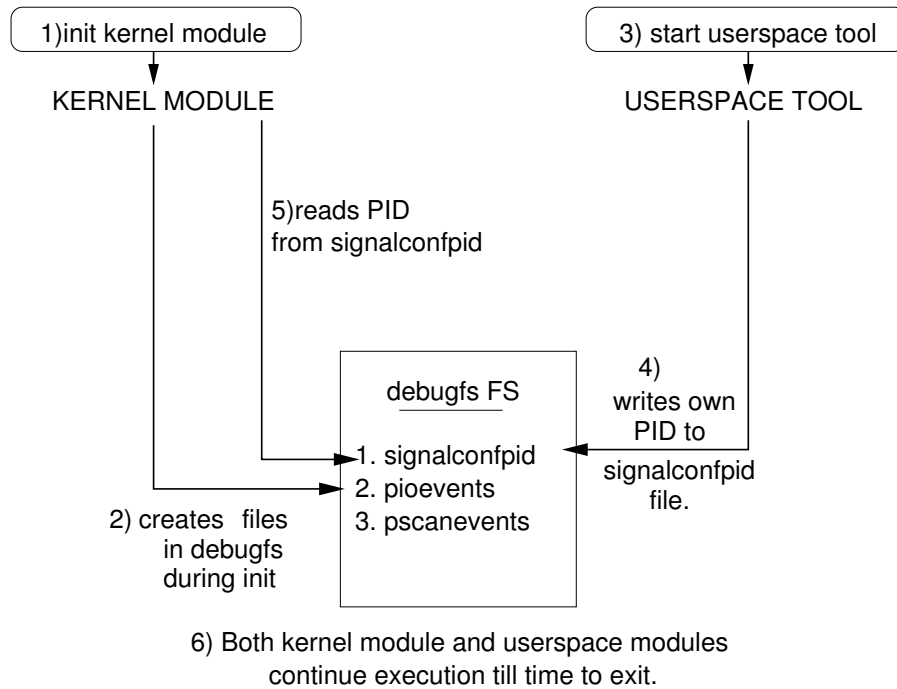 1)init kernel module
3) start userspace tool
KERNEL MODULE
USERSPACE TOOL
5)reads PID
from signalconfpid
debugfs FS
1. signalconfpid
2. pioevents
3. pscanevents
4)
writes own
PID to
signalconfpid
file.
2) creates files
in debugfs
during init
6) Both kernel module and userspace modules
continue execution till time to exit.